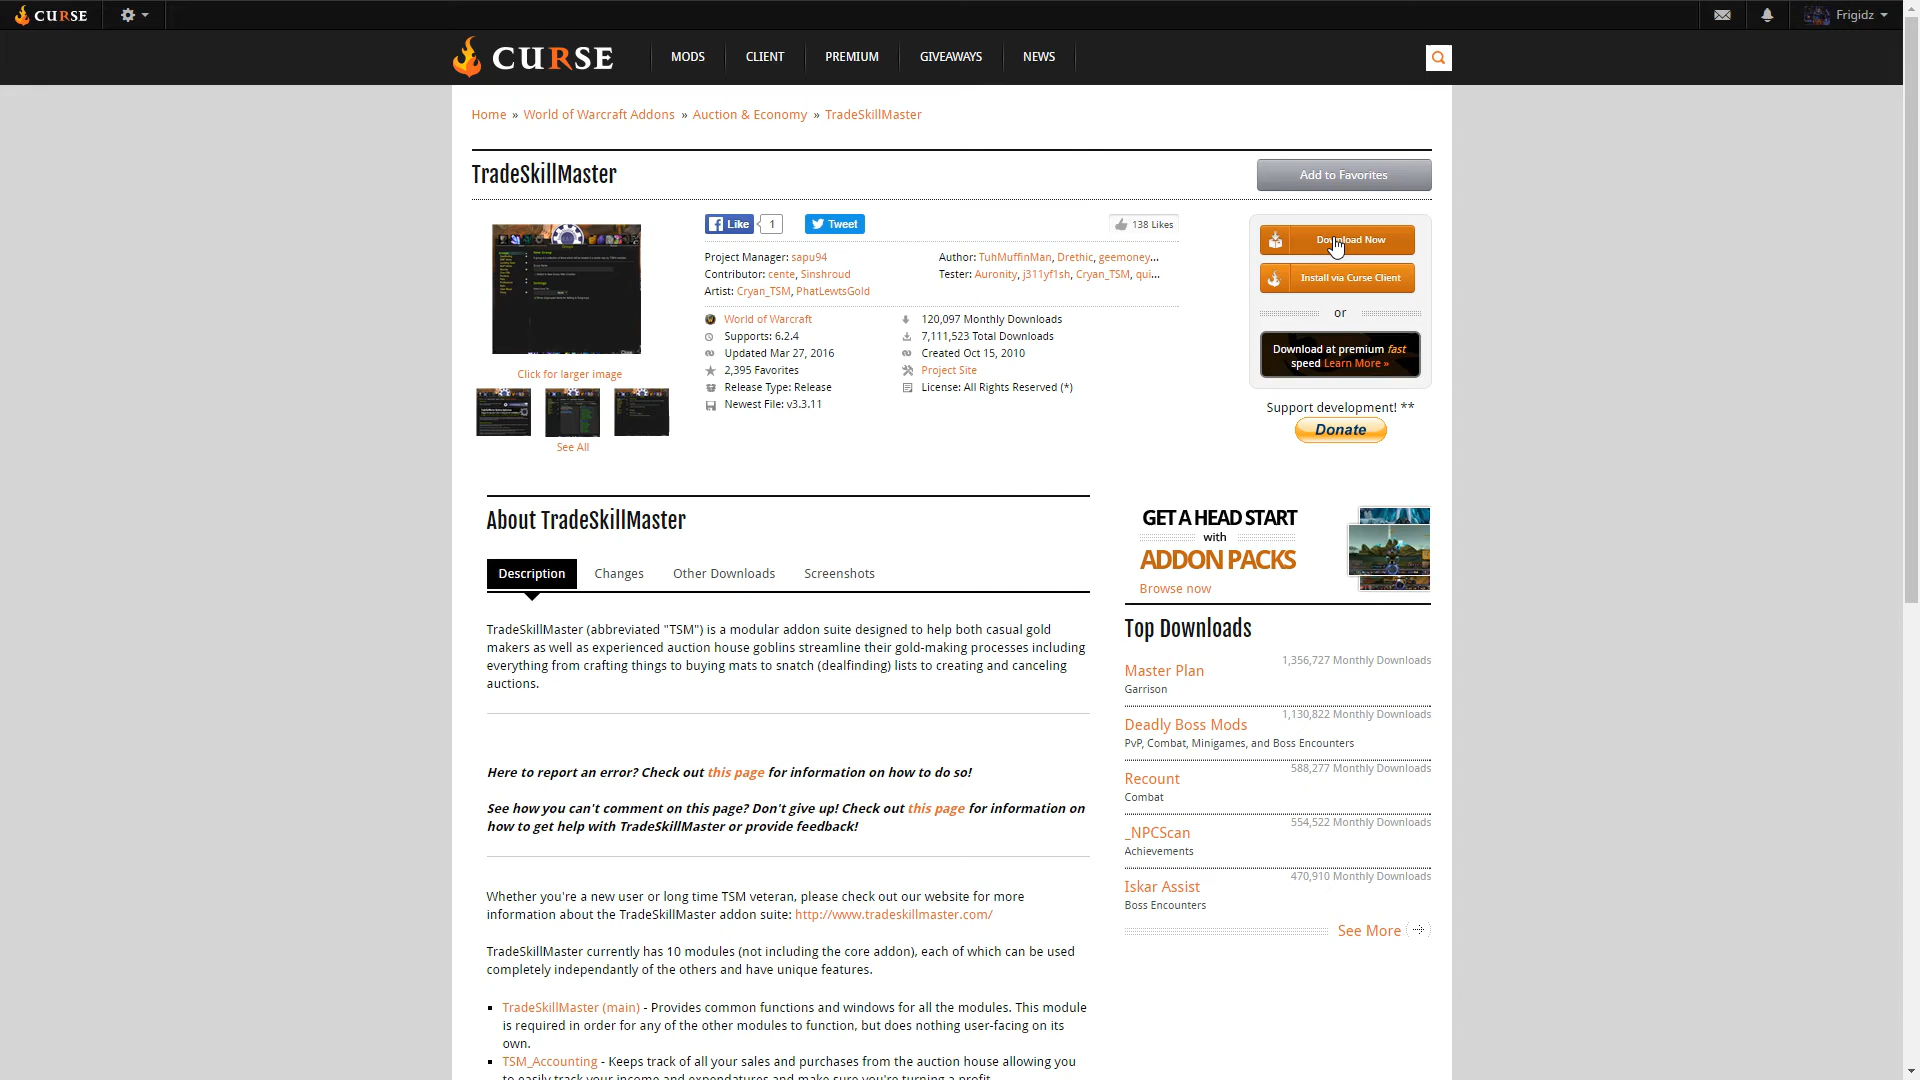 CURSE
Frigidz
CURSE
MODS
CLIENT
PREMIUM
GIVEAWAYS
NEWS
Home » World of Warcraft Addons » Auction & Economy » TradeSkillMaster
TradeSkillMaster
Add to Favorites
Like 1
Tweet
138 Likes
Project Manager: sapu94
Contributor: cente, Sinshroud
Artist: Cryan_TSM, PhatLewtsGold
Author: TuhMuffinMan, Drethic, geemoney...
Tester: Auronity, j311yf1sh, Cryan_TSM, qui...
World of Warcraft
Supports: 6.2.4
Updated Mar 27, 2016
2,395 Favorites
Release Type: Release
Newest File: v3.3.11
120,097 Monthly Downloads
7,111,523 Total Downloads
Created Oct 15, 2010
Project Site
License: All Rights Reserved (*)
Click for larger image
See All
Download Now
Install via Curse Client
or
Download at premium fast
speed Learn More »
Support development! **
Donate
About TradeSkillMaster
Description
Changes
Other Downloads
Screenshots
TradeSkillMaster (abbreviated "TSM") is a modular addon suite designed to help both casual gold
makers as well as experienced auction house goblins streamline their gold-making processes including
everything from crafting things to buying mats to snatch (dealfinding) lists to creating and canceling
auctions.
Here to report an error? Check out this page for information on how to do so!
See how you can't comment on this page? Don't give up! Check out this page for information on
how to get help with TradeSkillMaster or provide feedback!
Whether you're a new user or long time TSM veteran, please check out our website for more
information about the TradeSkillMaster addon suite: http://www.tradeskillmaster.com/
TradeSkillMaster currently has 10 modules (not including the core addon), each of which can be used
completely independantly of the others and have unique features.
TradeSkillMaster (main) - Provides common functions and windows for all the modules. This module
is required in order for any of the other modules to function, but does nothing user-facing on its
own.
TSM_Accounting - Keeps track of all your sales and purchases from the auction house allowing you
to easily track your income and expendatures and make sure you're turning a profit.
GET A HEAD START
with
ADDON PACKS
Browse now
Top Downloads
1,356,727 Monthly Downloads
Master Plan
Garrison
1,130,822 Monthly Downloads
Deadly Boss Mods
PvP, Combat, Minigames, and Boss Encounters
588,277 Monthly Downloads
Recount
Combat
554,522 Monthly Downloads
_NPCScan
Achievements
470,910 Monthly Downloads
Iskar Assist
Boss Encounters
See More